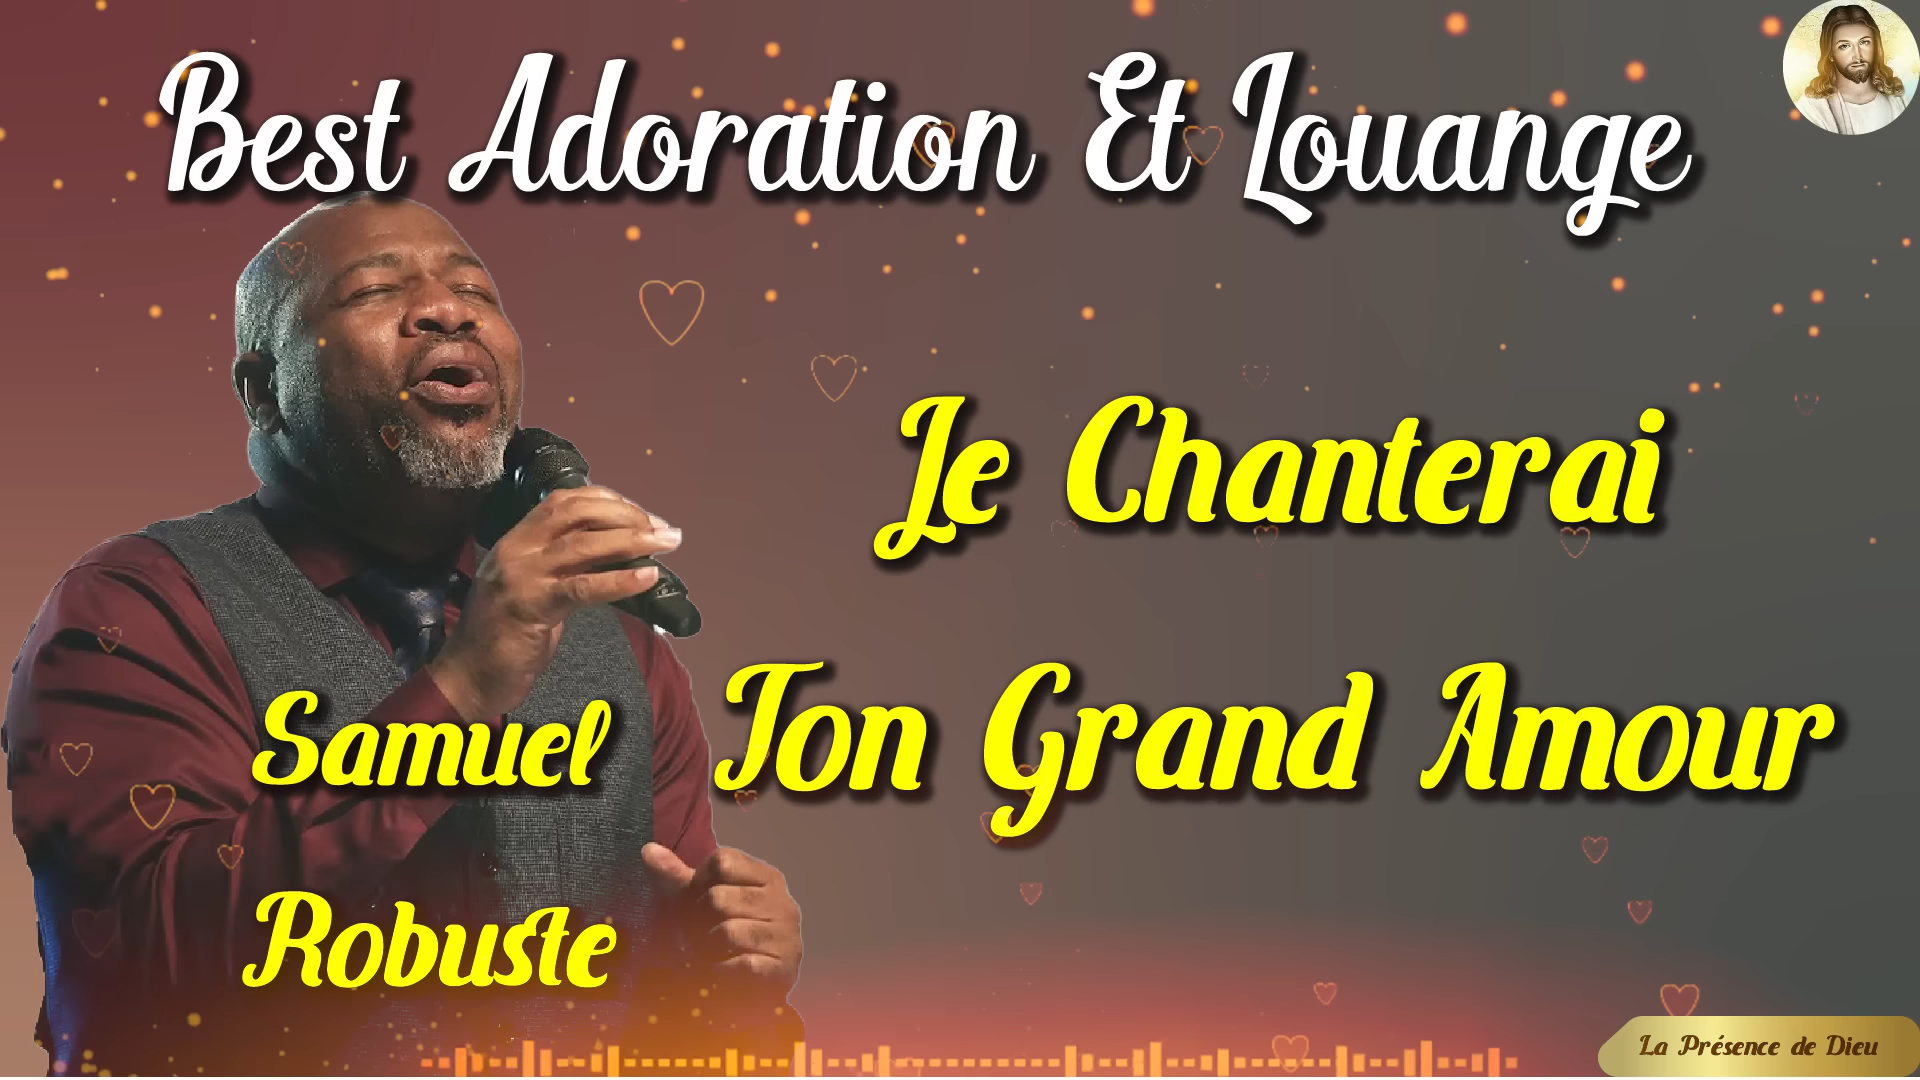 Best Adoration Et Louange
Je Chanterai
Ton Grand Amour
Samuel
Robuste
La Présence de Dieu